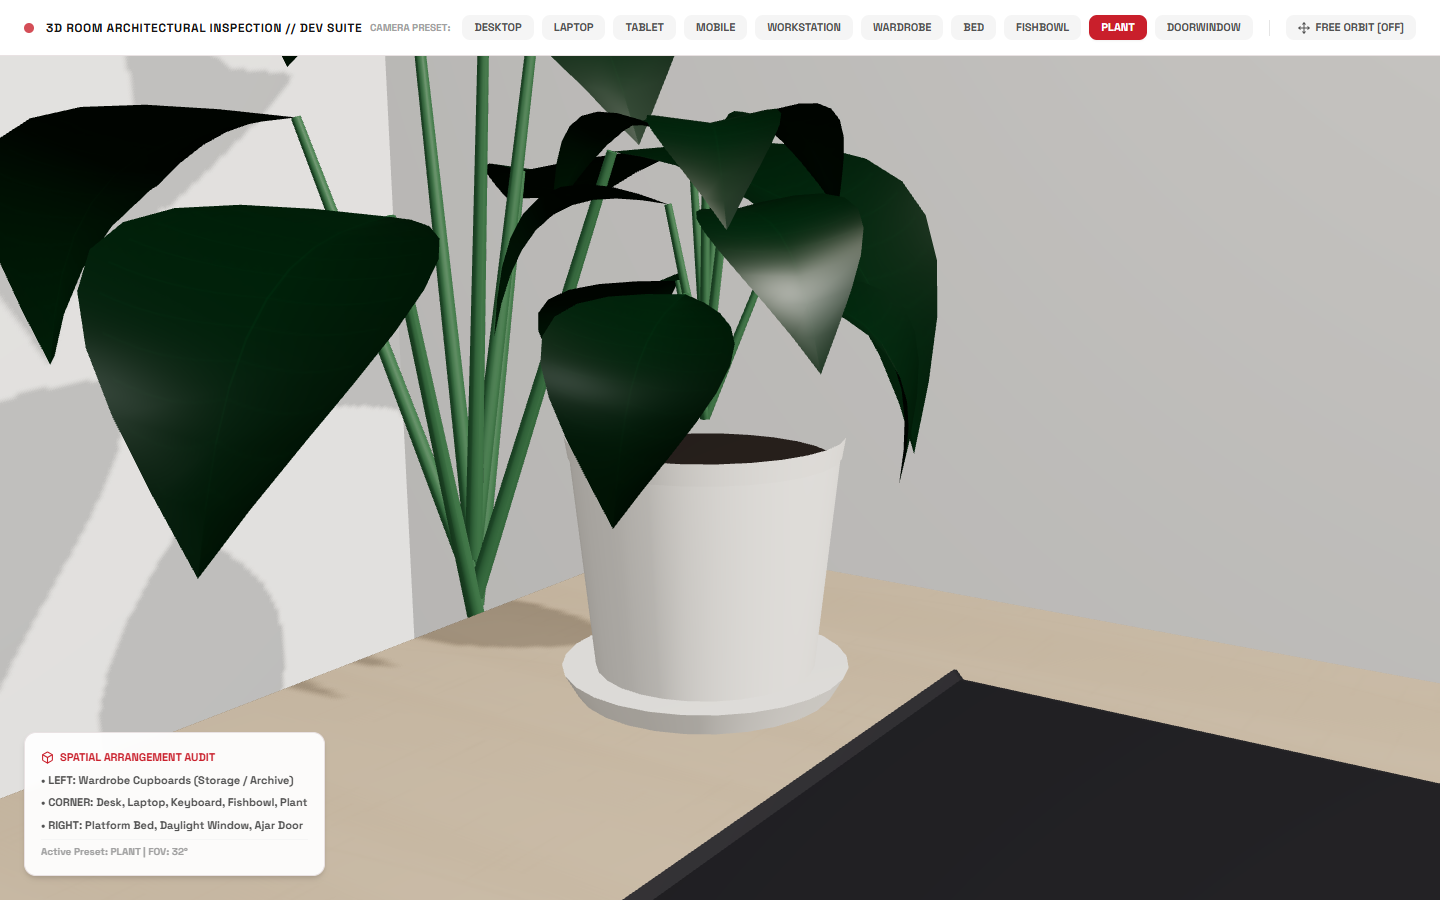 3D ROOM ARCHITECTURAL INSPECTION // DEV SUITE CAMERA PRESET: DESKTOP LAPTOP TABLET MOBILE WORKSTATION WARDROBE BED FISHBOWL PLANT DOORWINDOW FREE ORBIT [OFF]
SPATIAL ARRANGEMENT AUDIT
• LEFT: Wardrobe Cupboards (Storage / Archive)
• CORNER: Desk, Laptop, Keyboard, Fishbowl, Plant
• RIGHT: Platform Bed, Daylight Window, Ajar Door
Active Preset: PLANT | FOV: 32°